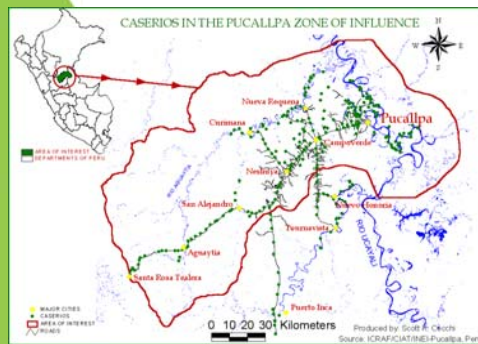 CASERIOS IN THE PUCALLPA ZONE OF INFLUENCE
N
W
E
S
Nueva Requena
Pucallpa
Curimana
Campoverde
Neshuya
San Alejandro
Nuevo Honoria
Tournavista
RIO UCAYALI
Aguaytia
Santa Rosa Tealera
Puerto Inca
AREA OF INTEREST
DEPARTMENTS OF PERU
MAJOR CITIES
CASERIOS
AREA OF INTEREST
ROADS
0 10 20 30 Kilometers
Produced by: Scott A. Cecchi
Source: ICRAF/CIAT/INEI-Pucallpa, Peru